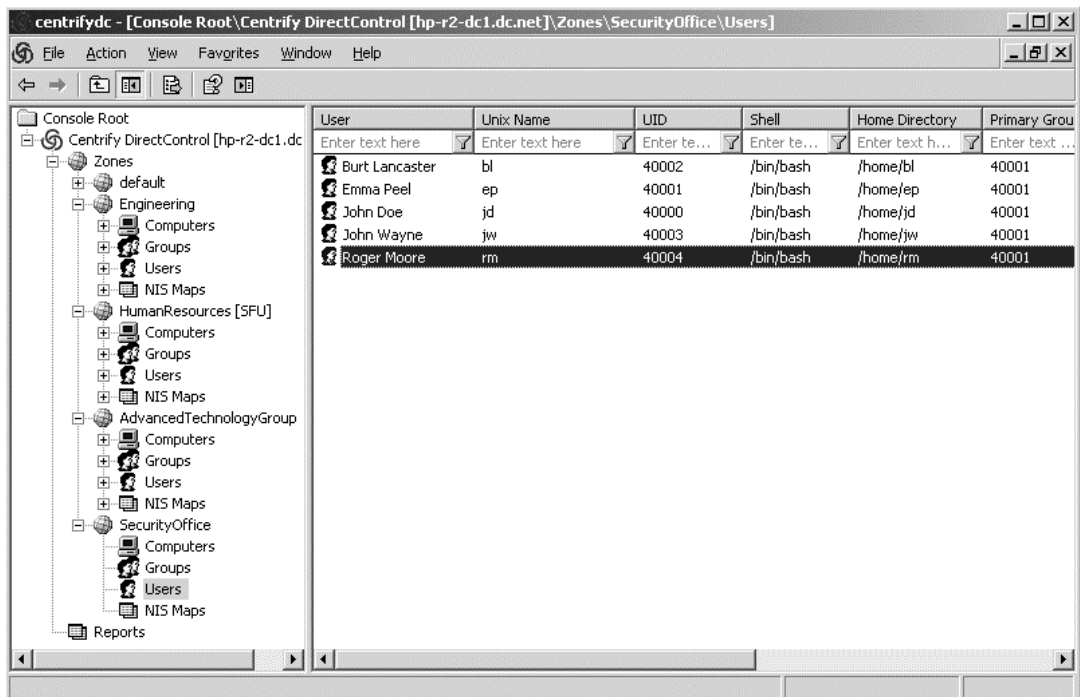 centrifydc - [Console Root\Centrify DirectControl [hp-r2-dc1.dc.net]\Zones\SecurityOffice\Users]
File Action View Favorites Window Help
Console Root
Centrify DirectControl [hp-r2-dc1.dc
Zones
default
Engineering
Computers
Groups
Users
NIS Maps
HumanResources [SFU]
Computers
Groups
Users
NIS Maps
AdvancedTechnologyGroup
Computers
Groups
Users
NIS Maps
SecurityOffice
Computers
Groups
Users
NIS Maps
Reports
User Unix Name UID Shell Home Directory Primary Grou
Enter text here Enter text here Enter te... Enter te... Enter text h... Enter text ...
Burt Lancaster bl 40002 /bin/bash /home/bl 40001
Emma Peel ep 40001 /bin/bash /home/ep 40001
John Doe jd 40000 /bin/bash /home/jd 40001
John Wayne jw 40003 /bin/bash /home/jw 40001
Roger Moore rm 40004 /bin/bash /home/rm 40001